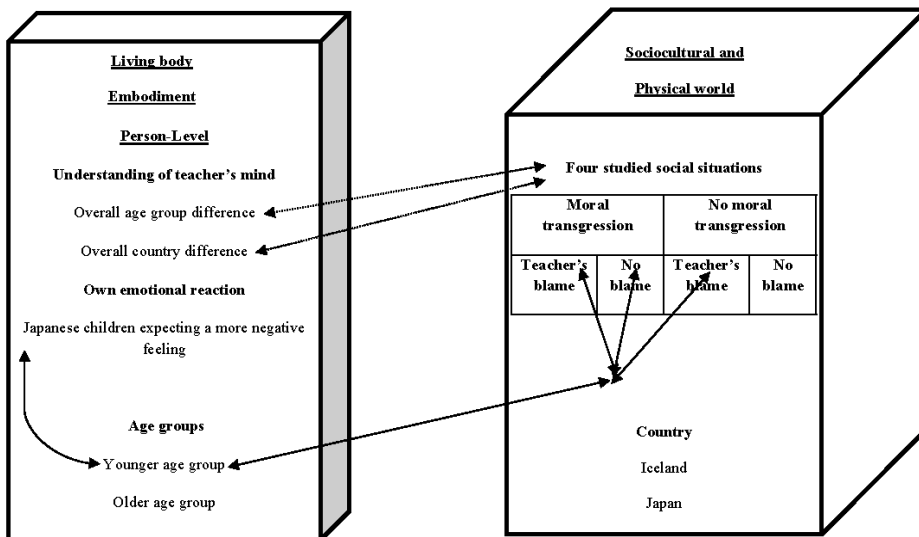 Living body
Embodiment
Person-Level
Understanding of teacher's mind
Overall age group difference
Overall country difference
Own emotional reaction
Japanese children expecting a more negative
feeling
Age groups
Younger age group
Older age group
Sociocultural and
Physical world
Four studied social situations
Moral
transgression
No moral
transgression
Teacher's
blame
No
blame
Teacher's
blame
No
blame
Country
Iceland
Japan